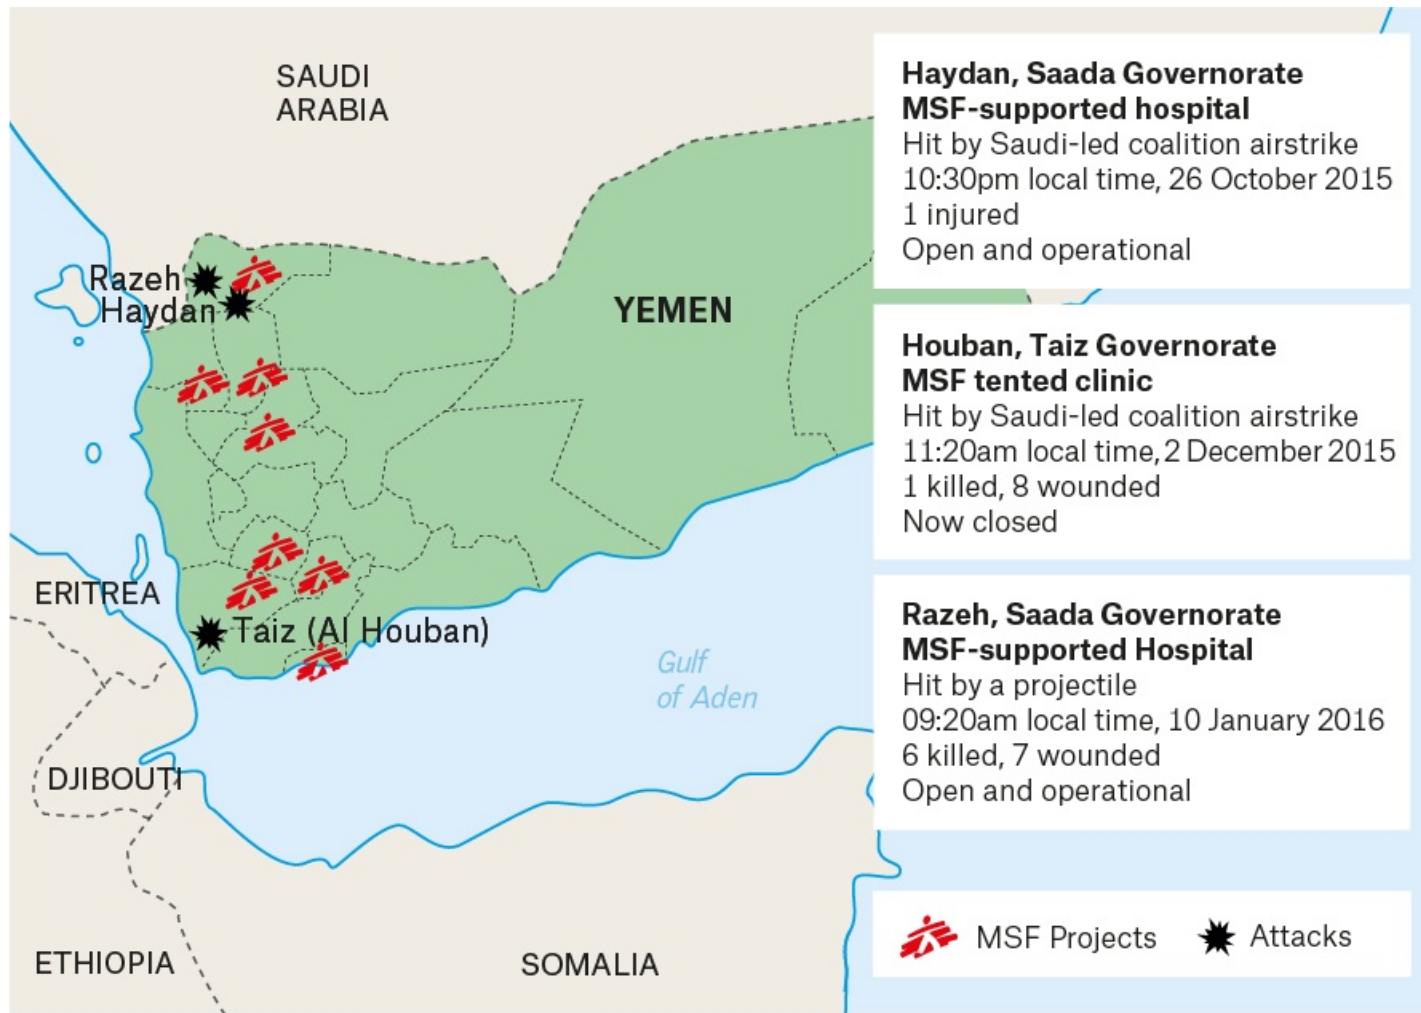 SAUDI
ARABIA
Razeh
Haydan
YEMEN
ERITREA
Taiz (Al Houban)
Gulf
of Aden
DJIBOUTI
ETHIOPIA
SOMALIA
Haydan, Saada Governorate
MSF-supported hospital
Hit by Saudi-led coalition airstrike
10:30pm local time, 26 October 2015
1 injured
Open and operational
Houban, Taiz Governorate
MSF tented clinic
Hit by Saudi-led coalition airstrike
11:20am local time, 2 December 2015
1 killed, 8 wounded
Now closed
Razeh, Saada Governorate
MSF-supported Hospital
Hit by a projectile
09:20am local time, 10 January 2016
6 killed, 7 wounded
Open and operational
MSF Projects
Attacks